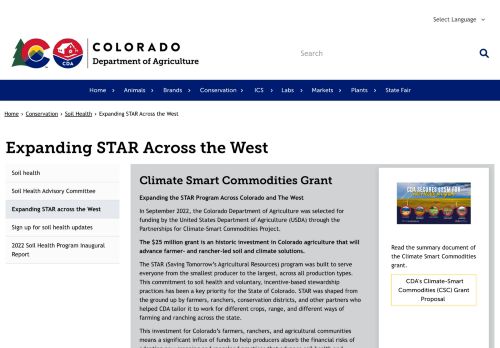 Select Language
COLORADO
Department of Agriculture
CDA
Search
Home > Animals > Brands > Conservation > ICS > Labs > Markets > Plants > State Fair
Home › Conservation › Soil Health › Expanding STAR Across the West
Expanding STAR Across the West
Soil health
Soil Health Advisory Committee
Expanding STAR across the West
Sign up for soil health updates
2022 Soil Health Program Inaugural
Report
Climate Smart Commodities Grant
Expanding the STAR Program Across Colorado and The West
In September 2022, the Colorado Department of Agriculture was selected for
funding by the United States Department of Agriculture (USDA) through the
Partnerships for Climate-Smart Commodities Project.
The $25 million grant is an historic investment in Colorado agriculture that will
advance farmer- and rancher-led soil and climate solutions.
The STAR (Saving Tomorrow's Agricultural Resources) program was built to serve
everyone from the smallest producer to the largest, across all production types.
This commitment to soil health and voluntary, incentive-based stewardship
practices has been a key priority for the State of Colorado. STAR was shaped from
the ground up by farmers, ranchers, conservation districts, and other partners who
helped CDA tailor it to work for different crops, range, and different ways of
farming and ranching across the state.
This investment for Colorado's farmers, ranchers, and agricultural communities
means a significant influx of funds to help producers absorb the financial risks of
CDA SECURES $25M FOR
Read the summary document of
the Climate Smart Commodities
grant.
CDA's Climate-Smart
Commodities (CSC) Grant
Proposal